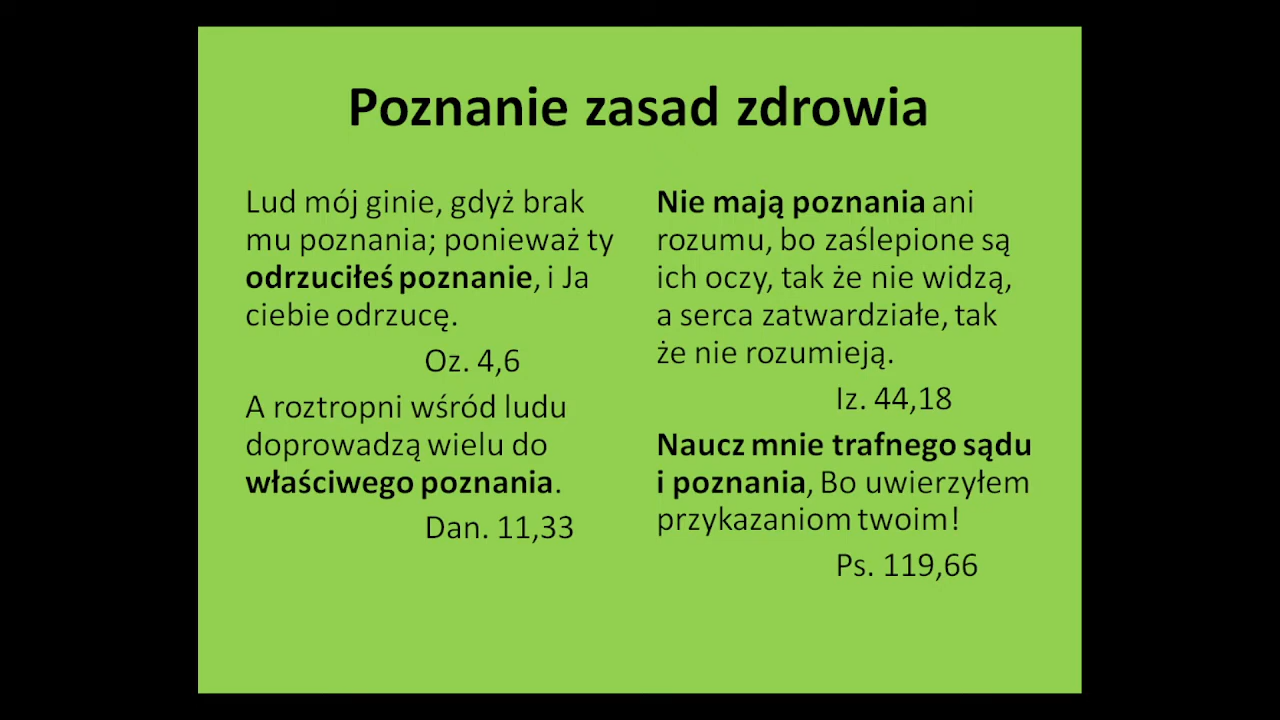 Poznanie zasad zdrowia
Lud mój ginie, gdyż brak
mu poznania; ponieważ ty
odrzuciłeś poznanie, i Ja
ciebie odrzucę.
Oz. 4,6
A roztropni wśród ludu
doprowadzą wielu do
właściwego poznania.
Dan. 11,33
Nie mają poznania ani
rozumu, bo zaślepione są
ich oczy, tak że nie widzą,
a serca zatwardziałe, tak
że nie rozumieją.
Iz. 44,18
Naucz mnie trafnego sądu
i poznania, Bo uwierzyłem
przykazaniom twoim!
Ps. 119,66